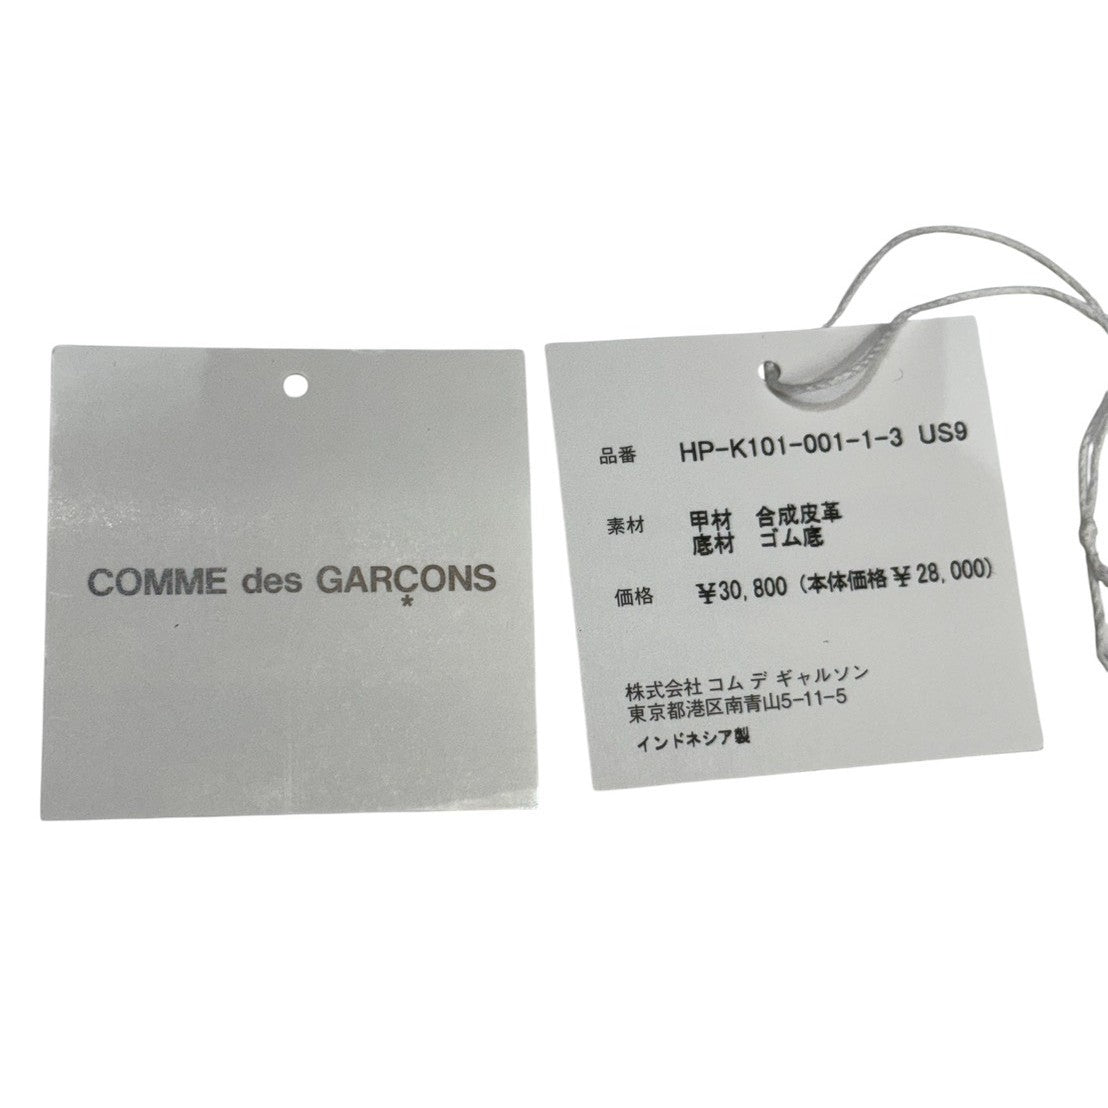 COMME des GARÇONS
*
品番 HP-K101-001-1-3 US9
素材 甲材 合成皮革
底材 ゴム底
価格 ¥30,800 (本体価格¥28,000)
株式会社 コム デ ギャルソン
東京都港区南青山5-11-5
インドネシア製